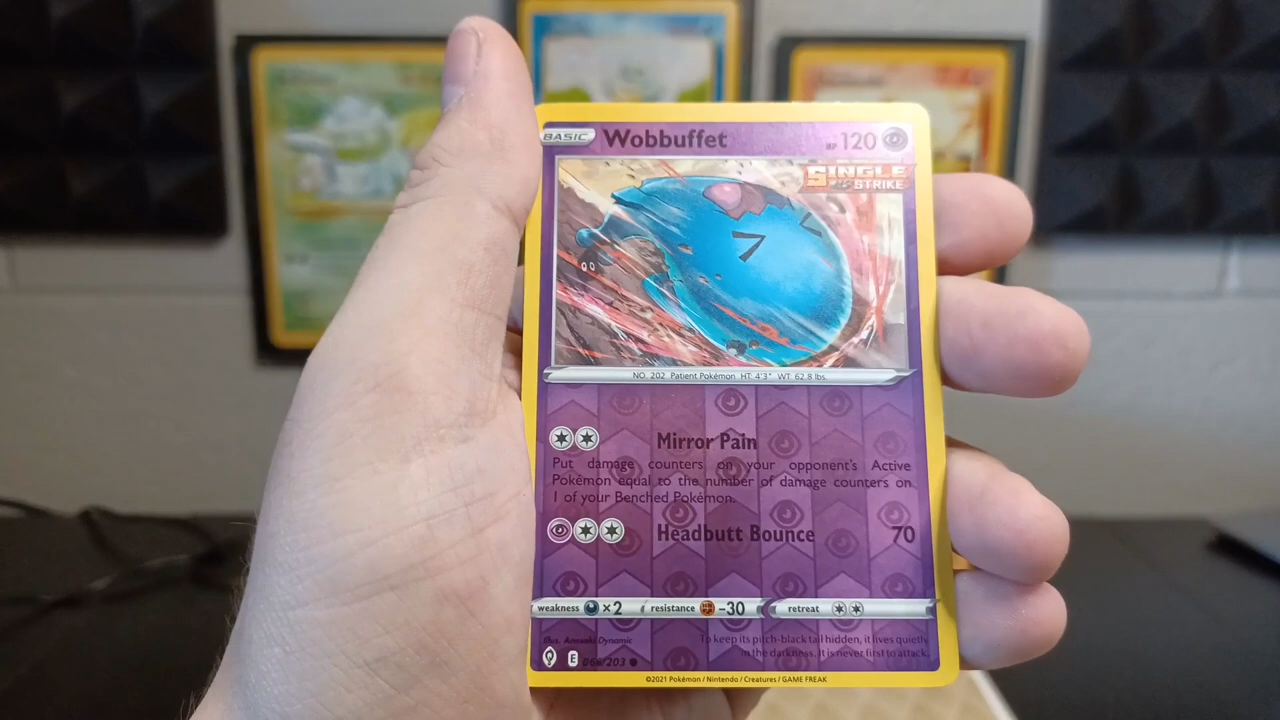 BASIC Wobbuffet HP 120
SINGLE
STRIKE
NO. 202 Patient Pokémon HT: 4'3" WT: 62.8 lbs.
Mirror Pain
Put damage counters on your opponent's Active
Pokémon equal to the number of damage counters on
1 of your Benched Pokémon.
Headbutt Bounce 70
weakness ×2 resistance -30 retreat
Illus. Dynamic
To keep its pitch-black tail hidden, it lives quietly
in the darkness. It is never first to attack.
E /203
©2021 Pokémon / Nintendo / Creatures / GAME FREAK